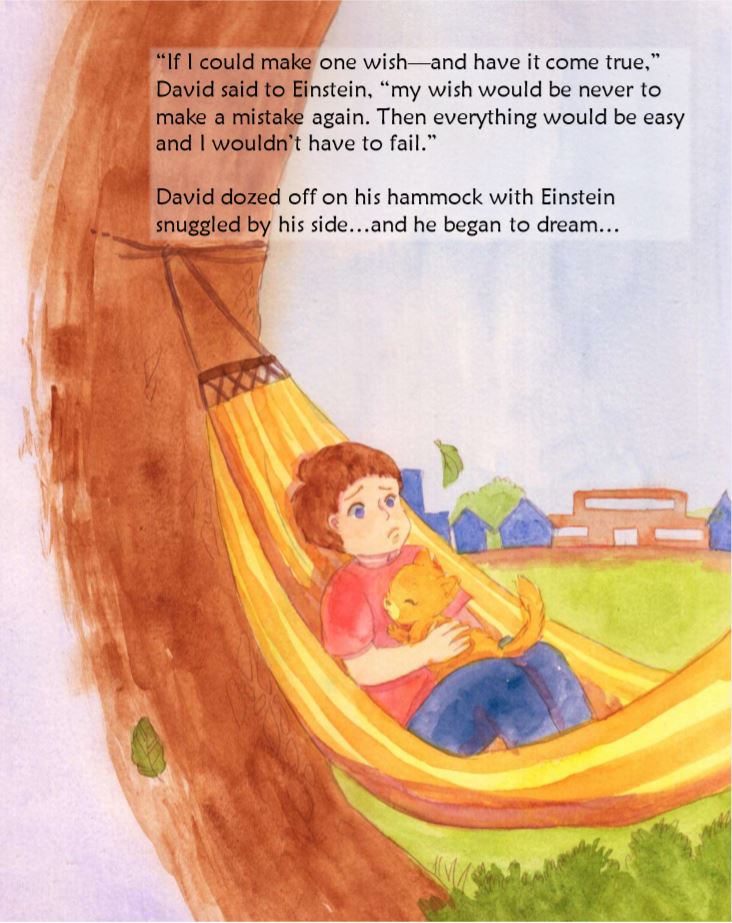 “If I could make one wish—and have it come true,”
David said to Einstein, “my wish would be never to
make a mistake again. Then everything would be easy
and I wouldn’t have to fail.”
David dozed off on his hammock with Einstein
snuggled by his side…and he began to dream…